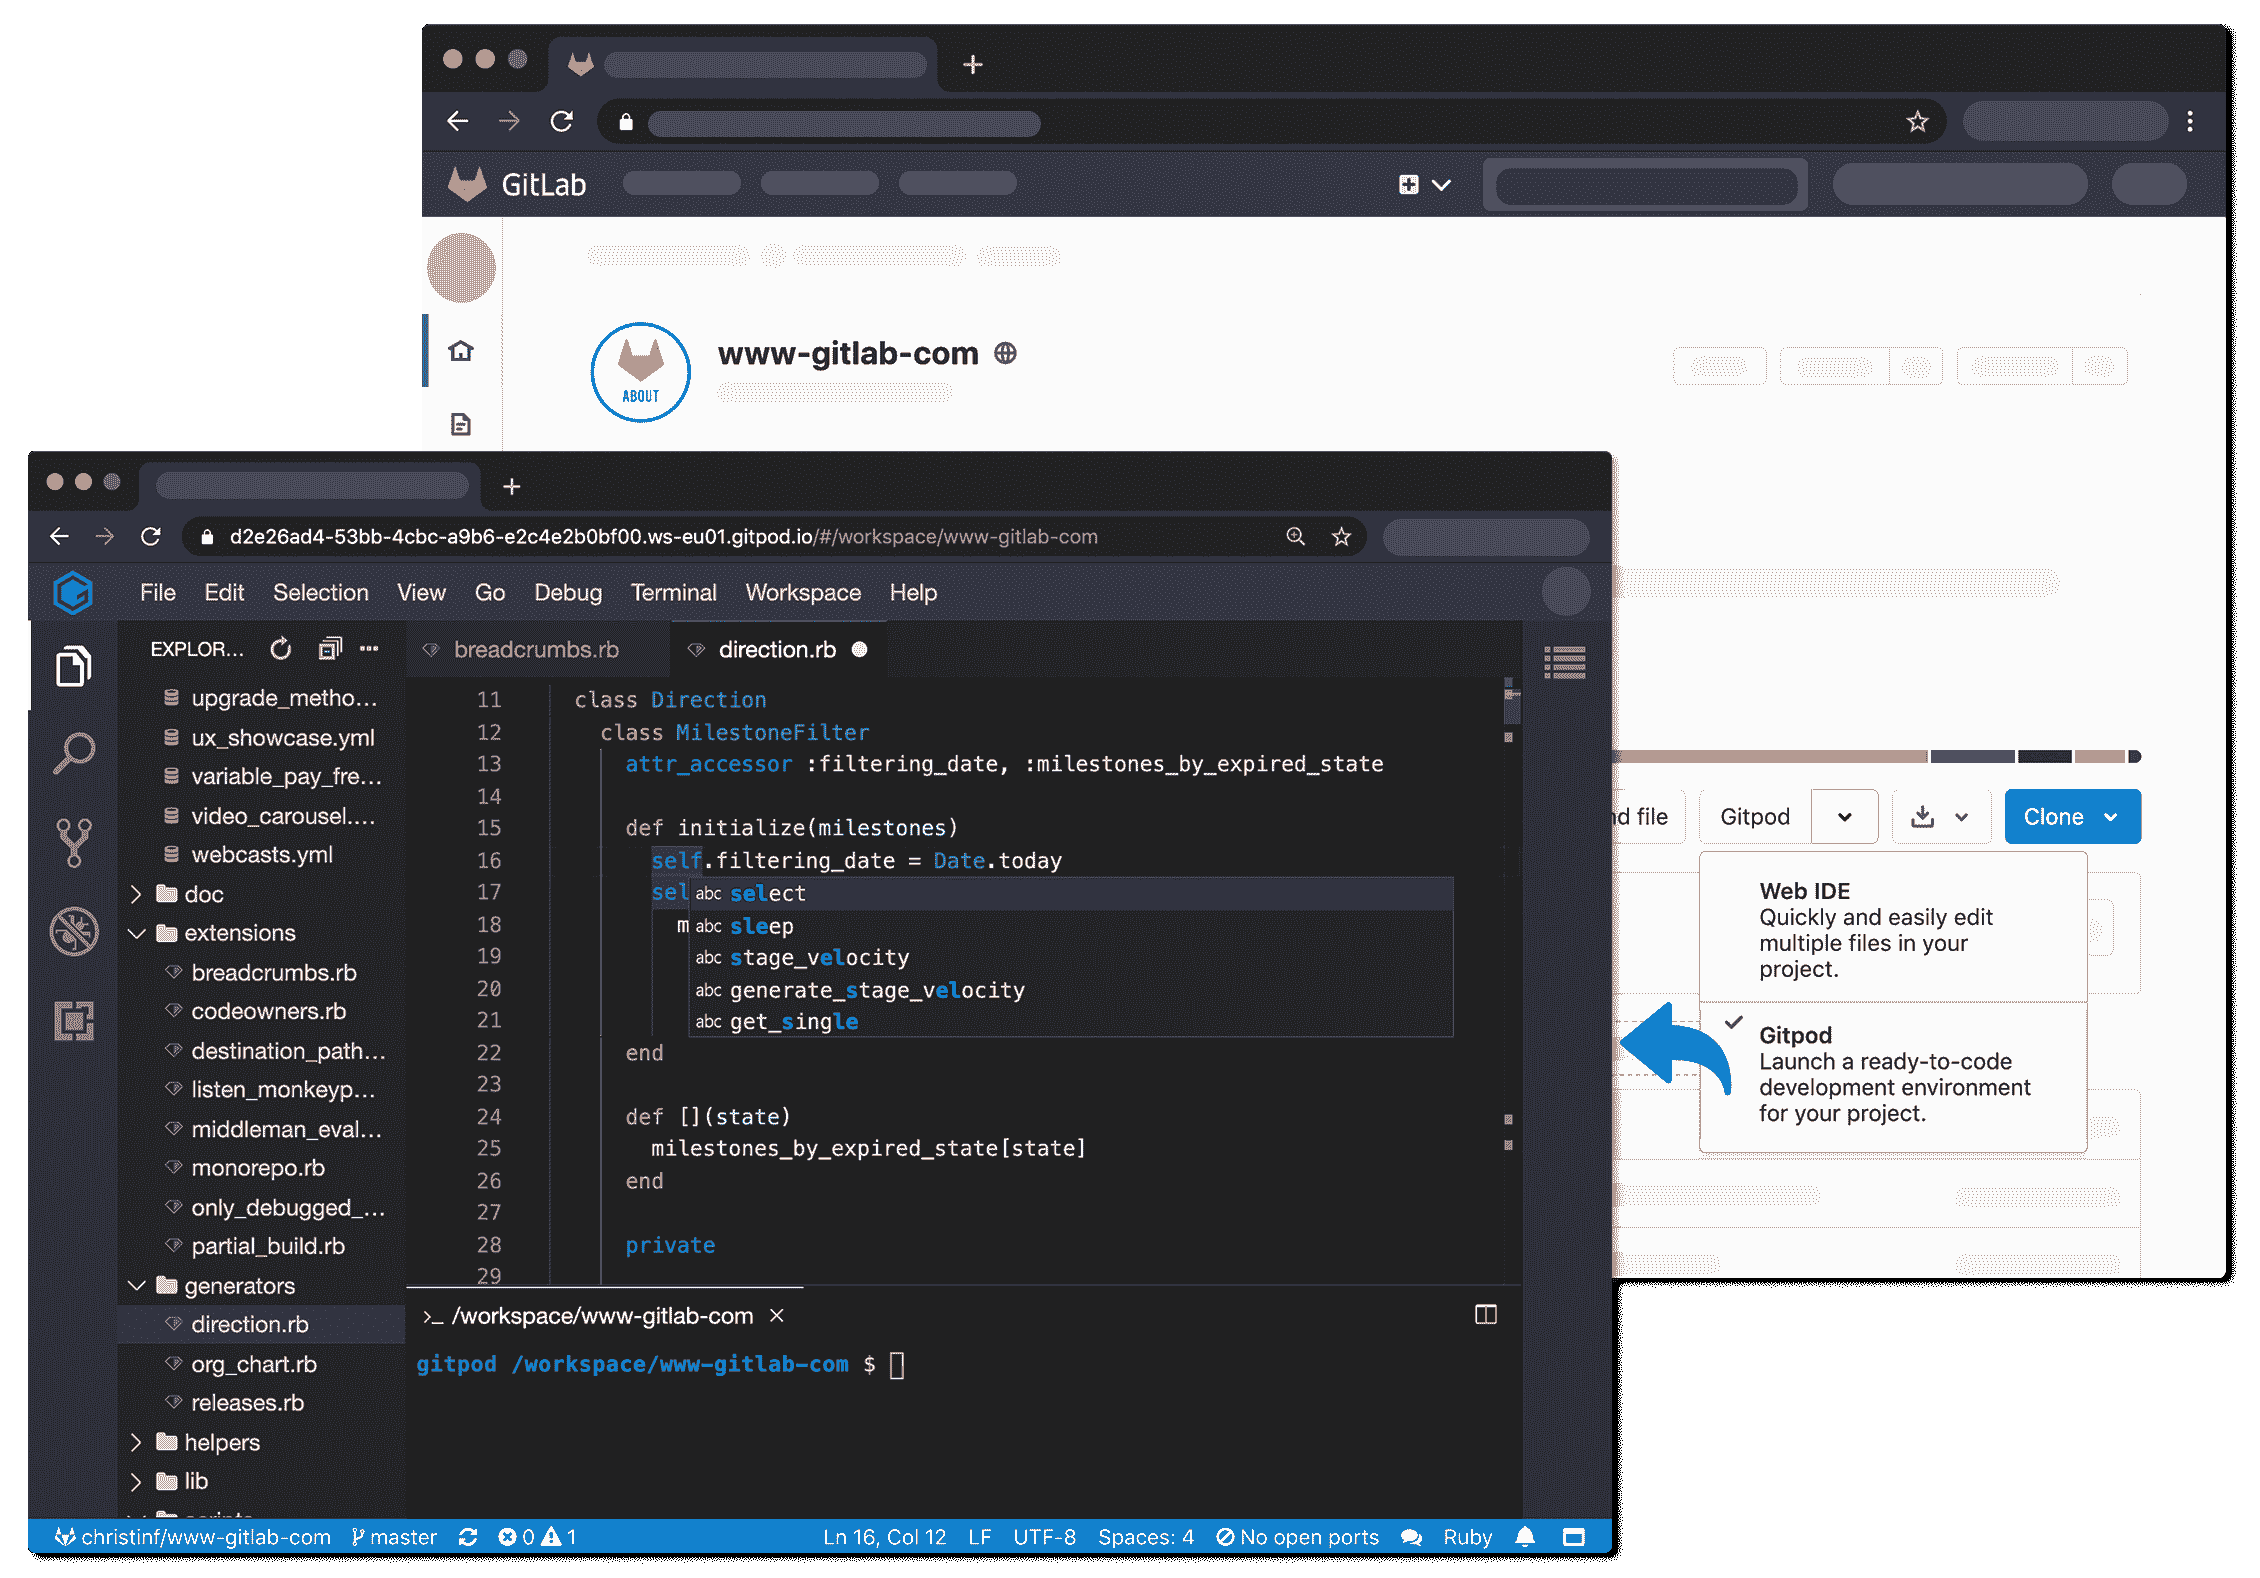 GitLab
www-gitlab-com
ABOUT
d file
Gitpod
Clone
Web IDE
Quickly and easily edit
multiple files in your
project.
Gitpod
Launch a ready-to-code
development environment
for your project.
d2e26ad4-53bb-4cbc-a9b6-e2c4e2b0bf00.ws-eu01.gitpod.io/#/workspace/www-gitlab-com
File Edit Selection View Go Debug Terminal Workspace Help
EXPLOR...
upgrade_metho...
ux_showcase.yml
variable_pay_fre...
video_carousel....
webcasts.yml
doc
extensions
breadcrumbs.rb
codeowners.rb
destination_path...
listen_monkeyp...
middleman_eval...
monorepo.rb
only_debugged_...
partial_build.rb
generators
direction.rb
org_chart.rb
releases.rb
helpers
lib
scripts
breadcrumbs.rb direction.rb
11 class Direction
12 class MilestoneFilter
13 attr_accessor :filtering_date, :milestones_by_expired_state
14
15 def initialize(milestones)
16 self.filtering_date = Date.today
17 sel
18 m
19
20
21
22 end
23
24 def [](state)
25 milestones_by_expired_state[state]
26 end
27
28 private
29
abc select
abc sleep
abc stage_velocity
abc generate_stage_velocity
abc get_single
>_ /workspace/www-gitlab-com
gitpod /workspace/www-gitlab-com $
christinf/www-gitlab-com master 0 1 Ln 16, Col 12 LF UTF-8 Spaces: 4 No open ports Ruby